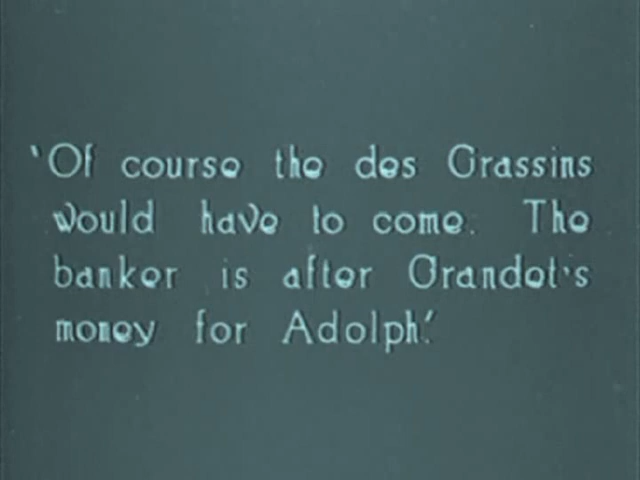 'Of course the des Grassins
would have to come. The
banker is after Grandet's
money for Adolph.'